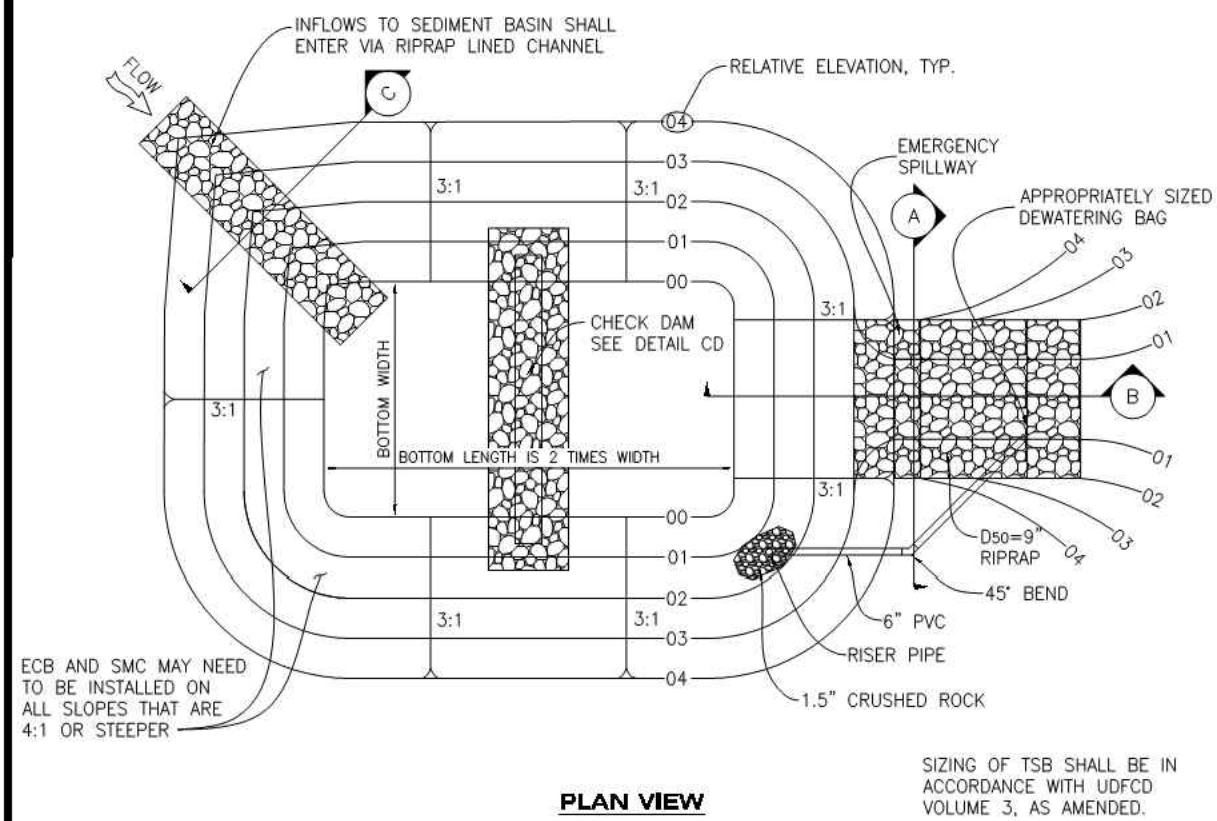 INFLOWS TO SEDIMENT BASIN SHALL
ENTER VIA RIPRAP LINED CHANNEL
FLOW
C
RELATIVE ELEVATION, TYP.
04
03
02
01
00
3:1
3:1
EMERGENCY
SPILLWAY
A
APPROPRIATELY SIZED
DEWATERING BAG
04
03
02
01
3:1
CHECK DAM
SEE DETAIL CD
BOTTOM WIDTH
B
3:1
BOTTOM LENGTH IS 2 TIMES WIDTH
01
02
3:1
03
04
D50=9"
RIPRAP
00
01
02
03
04
3:1
3:1
45° BEND
6" PVC
RISER PIPE
1.5" CRUSHED ROCK
ECB AND SMC MAY NEED
TO BE INSTALLED ON
ALL SLOPES THAT ARE
4:1 OR STEEPER
PLAN VIEW
SIZING OF TSB SHALL BE IN
ACCORDANCE WITH UDFCD
VOLUME 3, AS AMENDED.